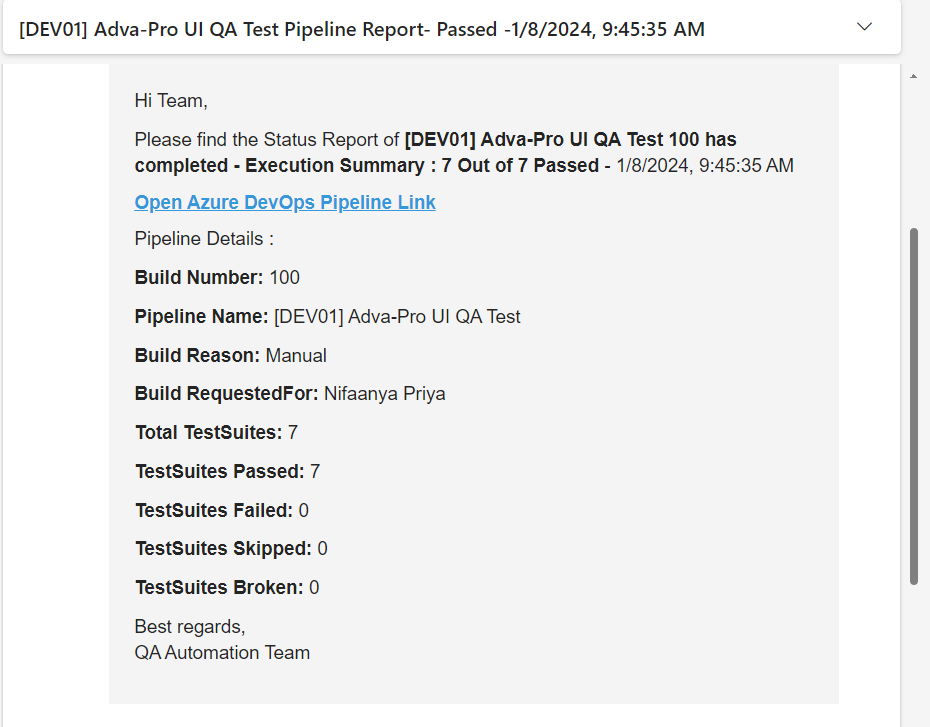 [DEV01] Adva-Pro UI QA Test Pipeline Report- Passed -1/8/2024, 9:45:35 AM
Hi Team,
Please find the Status Report of [DEV01] Adva-Pro UI QA Test 100 has
completed - Execution Summary : 7 Out of 7 Passed - 1/8/2024, 9:45:35 AM
Open Azure DevOps Pipeline Link
Pipeline Details :
Build Number: 100
Pipeline Name: [DEV01] Adva-Pro UI QA Test
Build Reason: Manual
Build RequestedFor: Nifaanya Priya
Total TestSuites: 7
TestSuites Passed: 7
TestSuites Failed: 0
TestSuites Skipped: 0
TestSuites Broken: 0
Best regards,
QA Automation Team